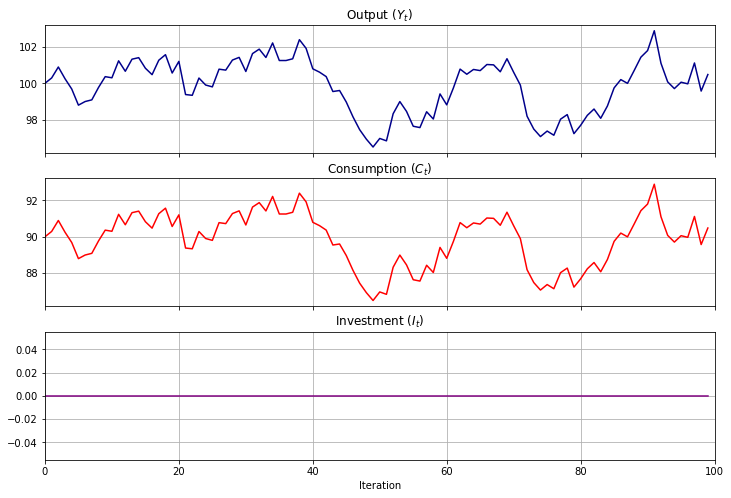 Output (Y_t)
102
100
98
Consumption (C_t)
92
90
88
Investment (I_t)
0.04
0.02
0.00
−0.02
−0.04
0 20 40 60 80 100
Iteration